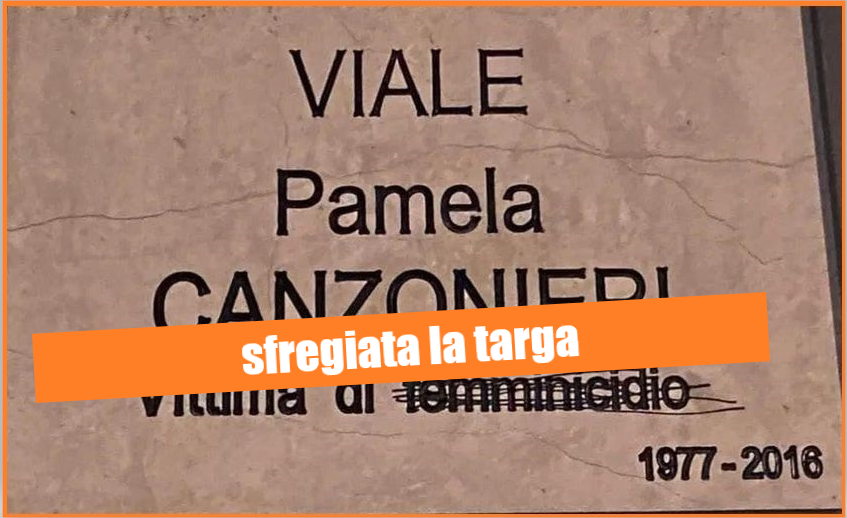 VIALE
Pamela
CANZONIERI
sfregiata la targa
Vittima di femminicidio
1977-2016